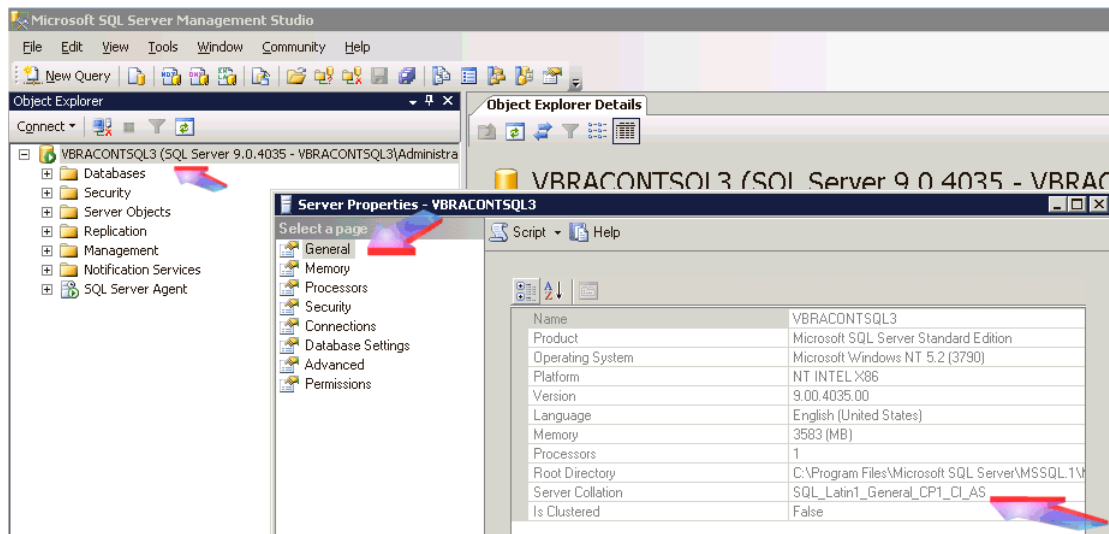 Microsoft SQL Server Management Studio
File Edit View Tools Window Community Help
New Query
Object Explorer
Connect
VBRACONTSQL3 (SQL Server 9.0.4035 - VBRACONTSQL3\Administra
Databases
Security
Server Objects
Replication
Management
Notification Services
SQL Server Agent
Object Explorer Details
VBRACONTSQL3 (SQL Server 9.0.4035 - VBRAC
Server Properties - VBRACONTSQL3
Select a page
General
Memory
Processors
Security
Connections
Database Settings
Advanced
Permissions
Script Help
Name VBRACONTSQL3
Product Microsoft SQL Server Standard Edition
Operating System Microsoft Windows NT 5.2 (3790)
Platform NT INTEL X86
Version 9.00.4035.00
Language English (United States)
Memory 3583 (MB)
Processors 1
Root Directory C:\Program Files\Microsoft SQL Server\MSSQL.1\M
Server Collation SQL_Latin1_General_CP1_CI_AS
Is Clustered False